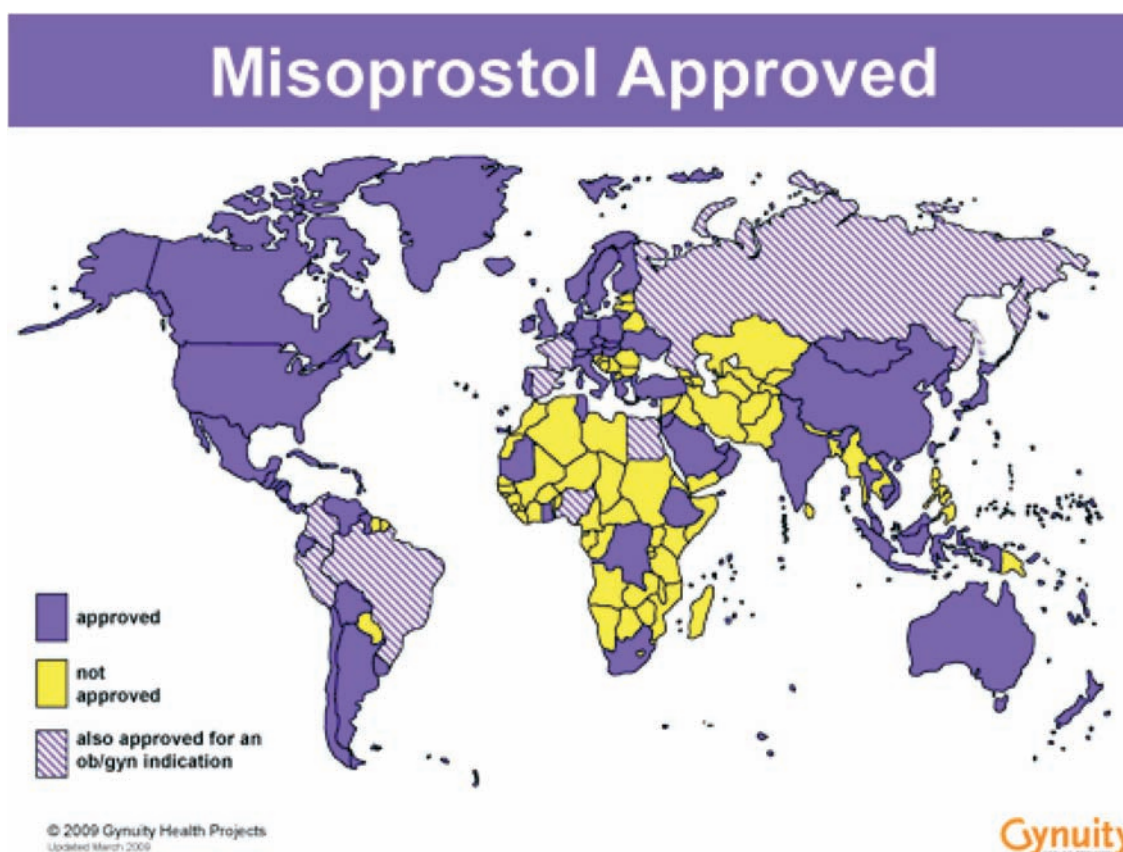 Misoprostol Approved
approved
not
approved
also approved for an
ob/gyn indication
© 2009 Gynuity Health Projects
Updated March 2009
Gynuity